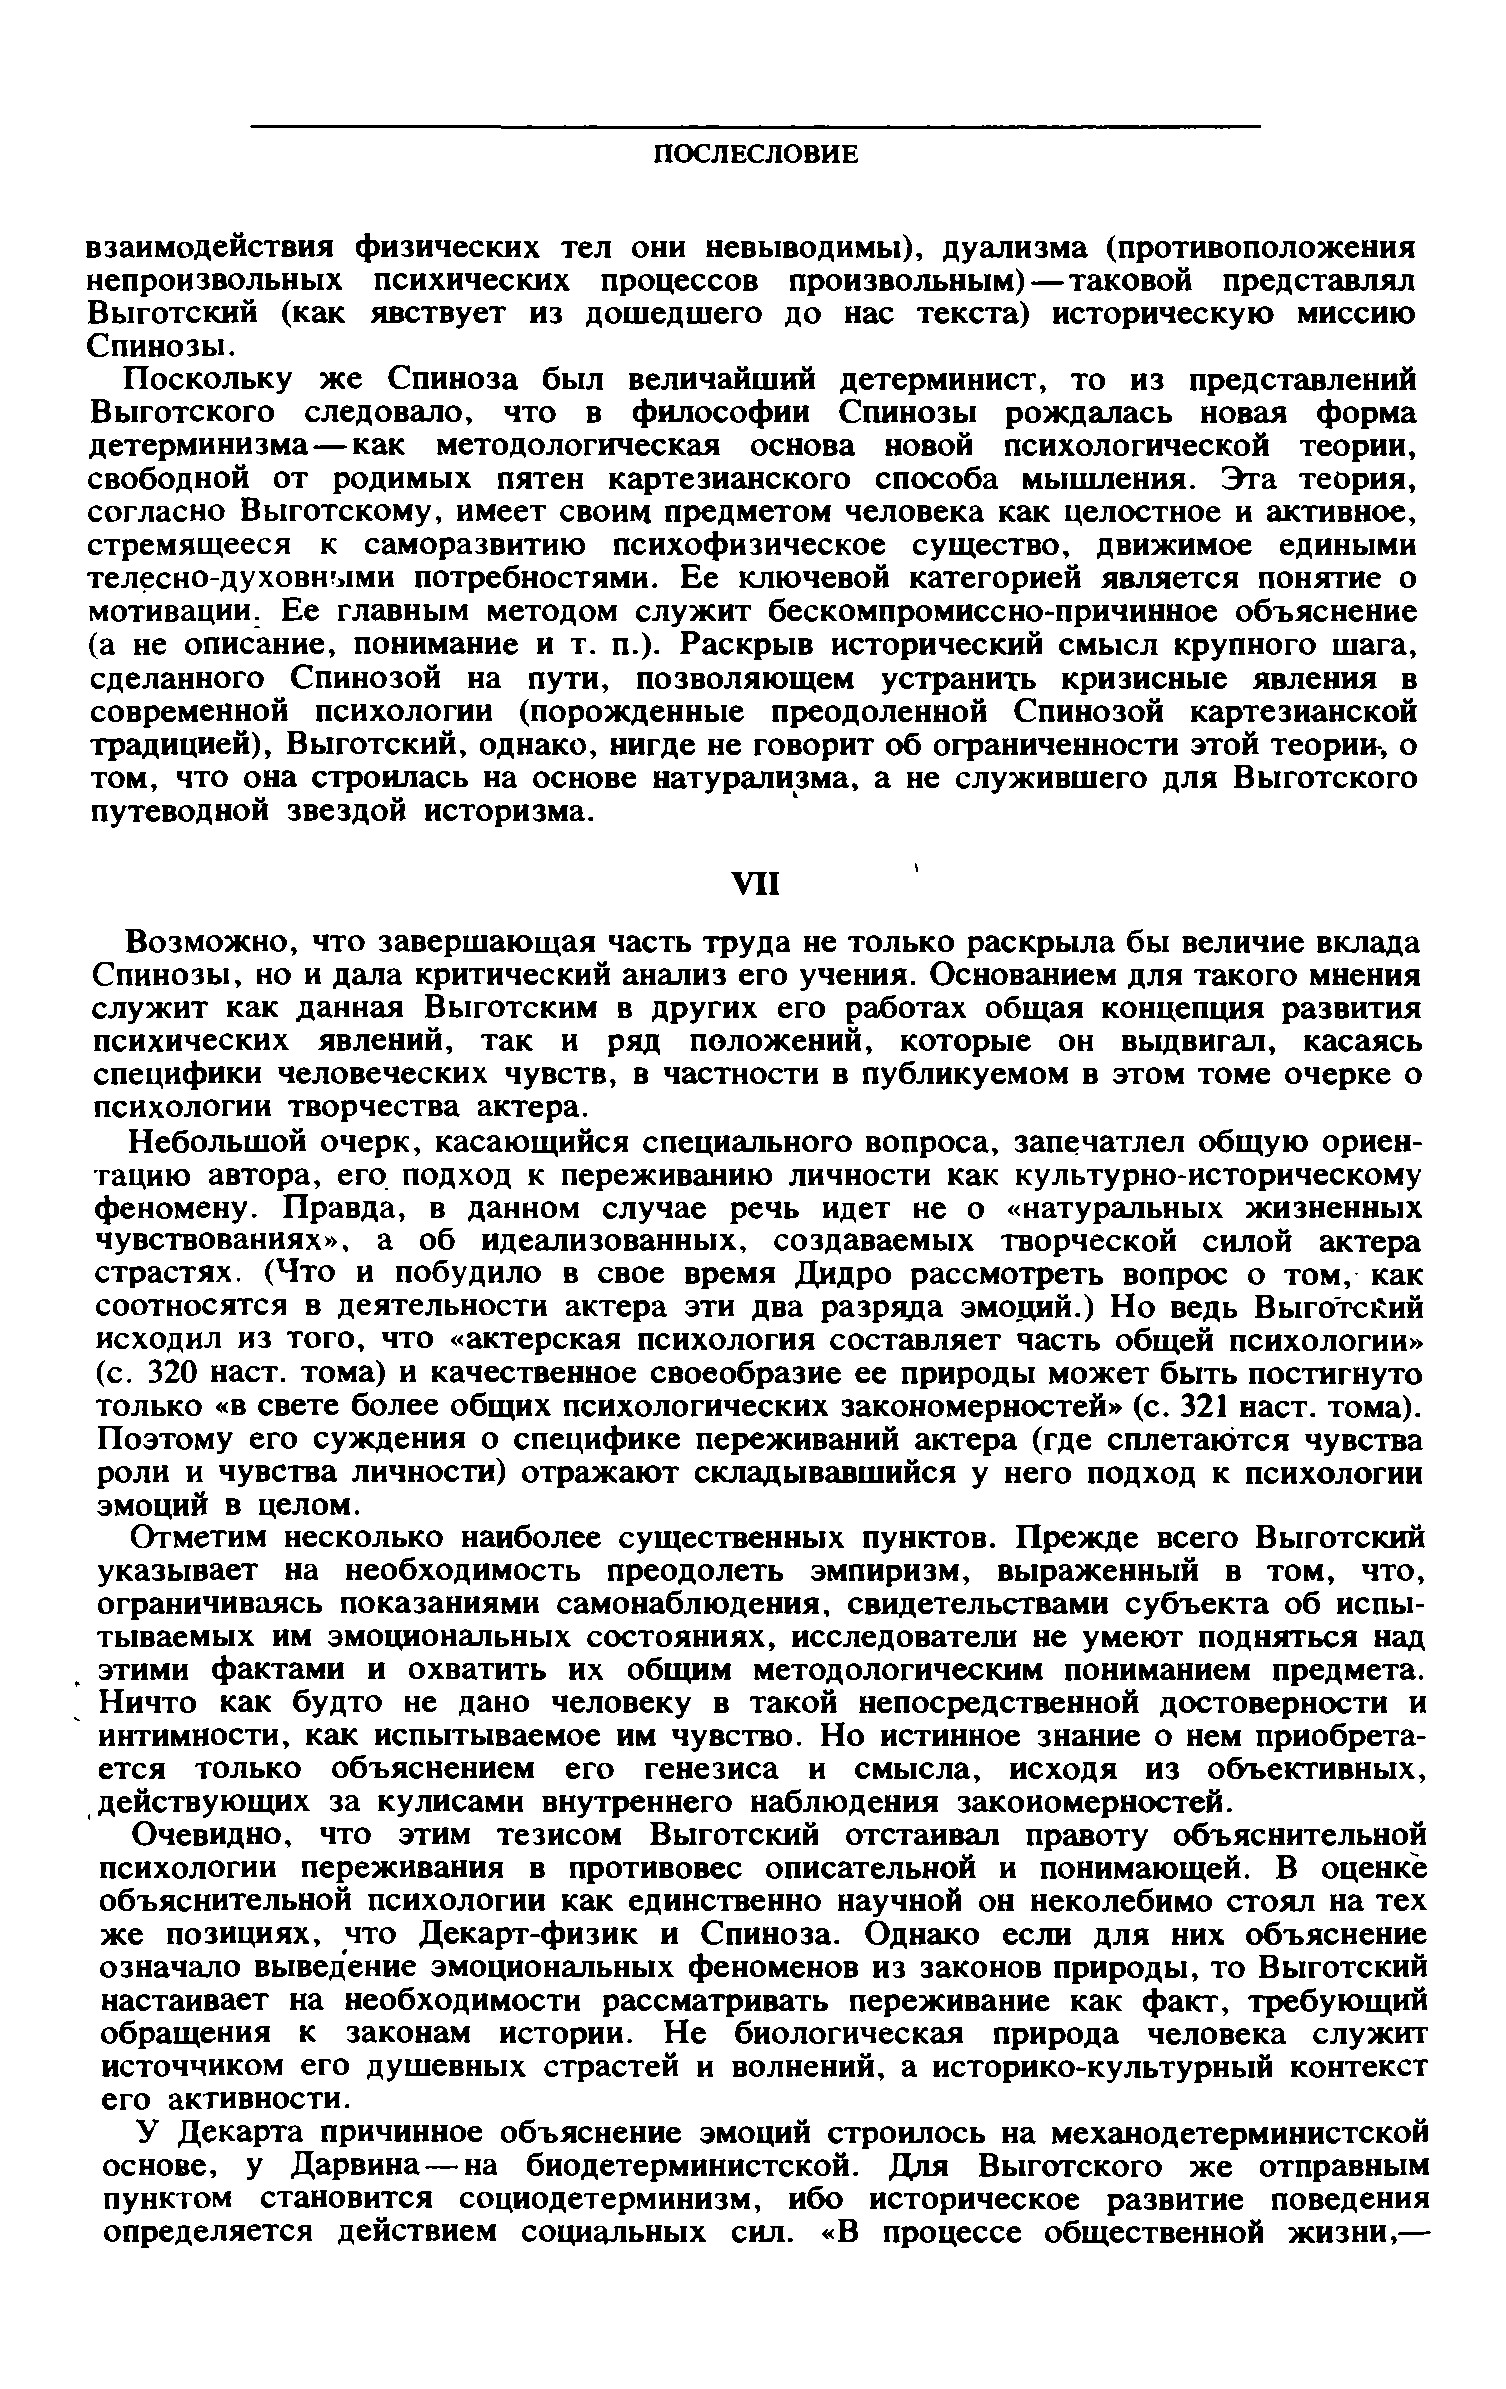 ПОСЛЕСЛОВИЕ
взаимодействия физических тел они невыводимы), дуализма (противоположения
непроизвольных психических процессов произвольным)—таковой представлял
Выготский (как явствует из дошедшего до нас текста) историческую миссию
Спинозы.
Поскольку же Спиноза был величайший детерминист, то из представлений
Выготского следовало, что в философии Спинозы рождалась новая форма
детерминизма—как методологическая основа новой психологической теории,
свободной от родимых пятен картезианского способа мышления. Эта теория,
согласно Выготскому, имеет своим предметом человека как целостное и активное,
стремящееся к саморазвитию психофизическое существо, движимое едиными
телесно-духовными потребностями. Ее ключевой категорией является понятие о
мотивации. Ее главным методом служит бескомпромиссно-причинное объяснение
(а не описание, понимание и т. п.). Раскрыв исторический смысл крупного шага,
сделанного Спинозой на пути, позволяющем устранить кризисные явления в
современной психологии (порожденные преодоленной Спинозой картезианской
традицией), Выготский, однако, нигде не говорит об ограниченности этой теории, о
том, что она строилась на основе натурализма, а не служившего для Выготского
путеводной звездой историзма.
VII
Возможно, что завершающая часть труда не только раскрыла бы величие вклада
Спинозы, но и дала критический анализ его учения. Основанием для такого мнения
служит как данная Выготским в других его работах общая концепция развития
психических явлений, так и ряд положений, которые он выдвигал, касаясь
специфики человеческих чувств, в частности в публикуемом в этом томе очерке о
психологии творчества актера.
Небольшой очерк, касающийся специального вопроса, запечатлел общую ориен-
тацию автора, его подход к переживанию личности как культурно-историческому
феномену. Правда, в данном случае речь идет не о «натуральных жизненных
чувствованиях», а об идеализованных, создаваемых творческой силой актера
страстях. (Что и побудило в свое время Дидро рассмотреть вопрос о том, как
соотносятся в деятельности актера эти два разряда эмоций.) Но ведь Выготский
исходил из того, что «актерская психология составляет часть общей психологии»
(с. 320 наст. тома) и качественное своеобразие ее природы может быть постигнуто
только «в свете более общих психологических закономерностей» (с. 321 наст. тома).
Поэтому его суждения о специфике переживаний актера (где сплетаются чувства
роли и чувства личности) отражают складывавшийся у него подход к психологии
эмоций в целом.
Отметим несколько наиболее существенных пунктов. Прежде всего Выготский
указывает на необходимость преодолеть эмпиризм, выраженный в том, что,
ограничиваясь показаниями самонаблюдения, свидетельствами субъекта об испы-
тываемых им эмоциональных состояниях, исследователи не умеют подняться над
этими фактами и охватить их общим методологическим пониманием предмета.
Ничто как будто не дано человеку в такой непосредственной достоверности и
интимности, как испытываемое им чувство. Но истинное знание о нем приобрета-
ется только объяснением его генезиса и смысла, исходя из объективных,
действующих за кулисами внутреннего наблюдения закономерностей.
Очевидно, что этим тезисом Выготский отстаивал правоту объяснительной
психологии переживания в противовес описательной и понимающей. В оценке
объяснительной психологии как единственно научной он неколебимо стоял на тех
же позициях, что Декарт-физик и Спиноза. Однако если для них объяснение
означало выведение эмоциональных феноменов из законов природы, то Выготский
настаивает на необходимости рассматривать переживание как факт, требующий
обращения к законам истории. Не биологическая природа человека служит
источчиком его душевных страстей и волнений, а историко-культурный контекст
его активности.
У Декарта причинное объяснение эмоций строилось на механодетерминистской
основе, у Дарвина—на биодетерминистской. Для Выготского же отправным
пунктом становится социодетерминизм, ибо историческое развитие поведения
определяется действием социальных сил. «В процессе общественной жизни,—